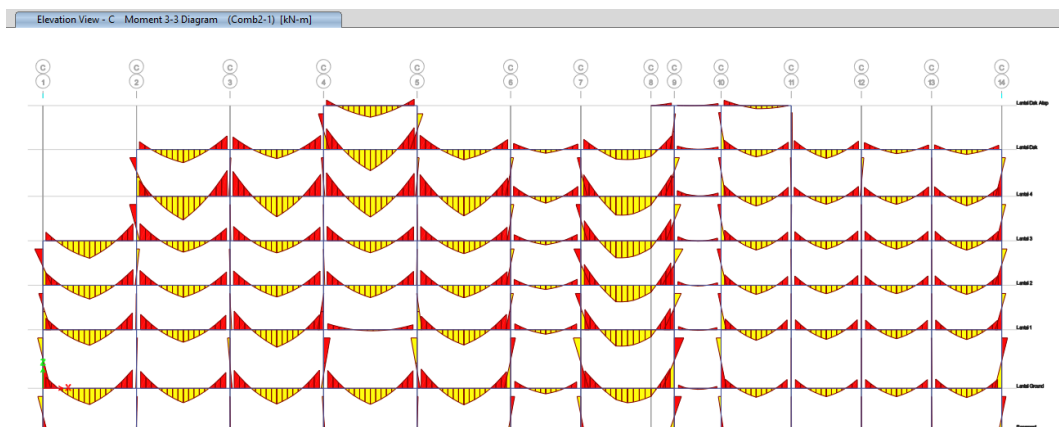 Elevation View - C Moment 3-3 Diagram (Comb2-1) [kN-m]
C C C C C C C C C C C C C C
1 2 3 4 5 6 7 8 9 10 11 12 13 14
Lantai Dak Atap
Lantai Dak
Lantai 4
Lantai 3
Lantai 2
Lantai 1
X
Lantai Ground
Basement